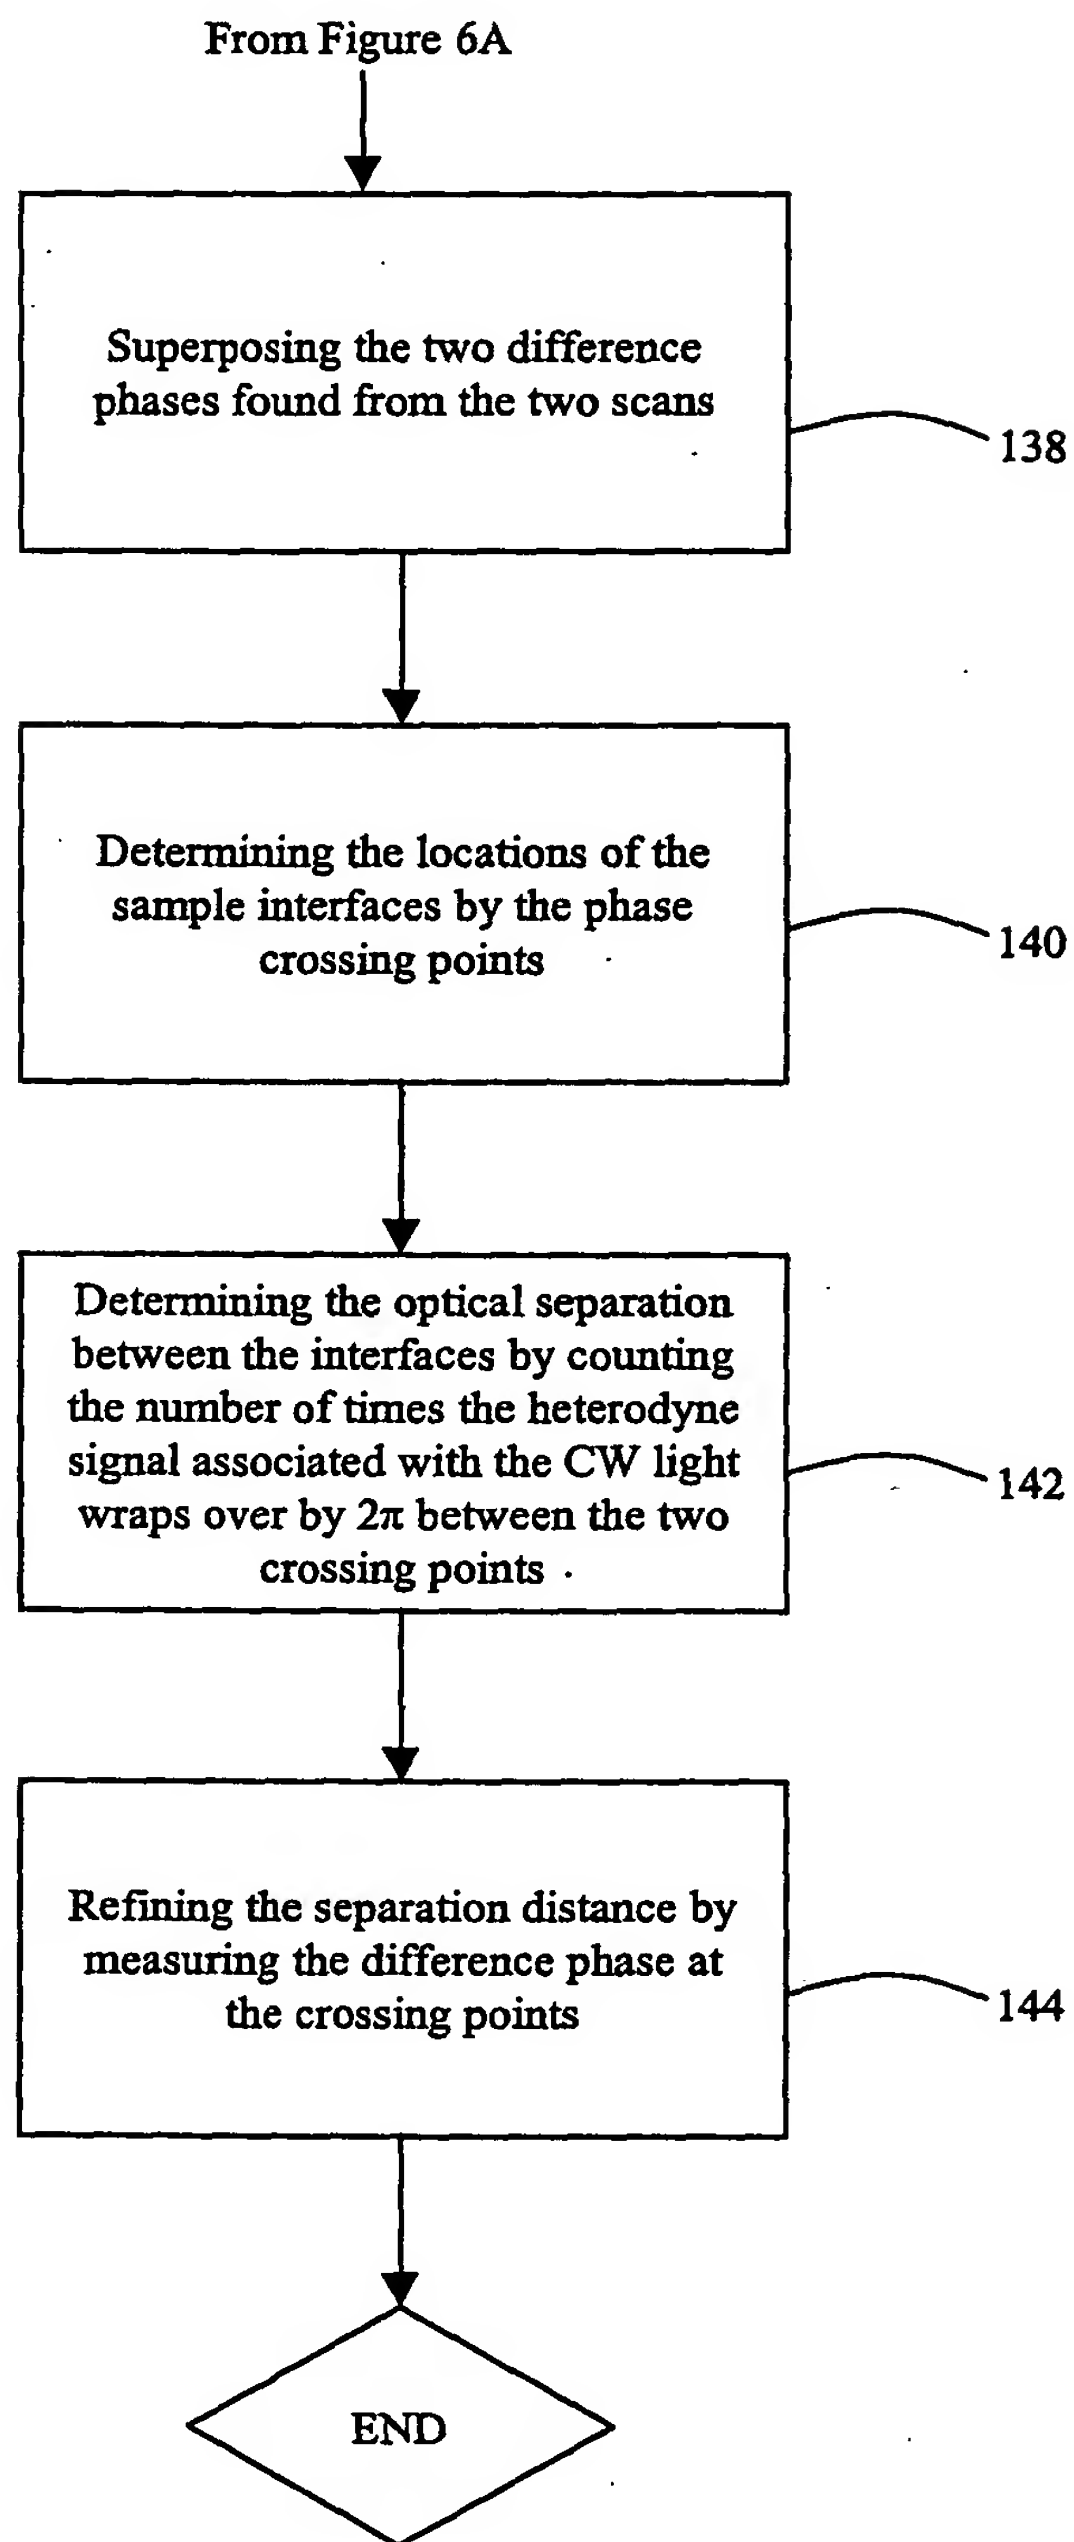 From Figure 6A
Superposing the two difference
phases found from the two scans
138
Determining the locations of the
sample interfaces by the phase
crossing points
140
Determining the optical separation
between the interfaces by counting
the number of times the heterodyne
signal associated with the CW light
wraps over by 2π between the two
crossing points
142
Refining the separation distance by
measuring the difference phase at
the crossing points
144
END